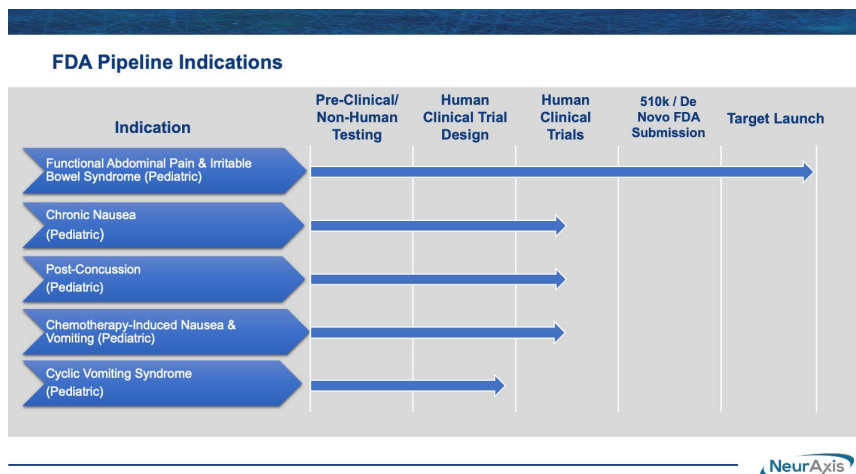 FDA Pipeline Indications
Indication
Pre-Clinical/
Non-Human
Testing
Human
Clinical Trial
Design
Human
Clinical
Trials
510k / De
Novo FDA
Submission
Target Launch
Functional Abdominal Pain & Irritable
Bowel Syndrome (Pediatric)
Chronic Nausea
(Pediatric)
Post-Concussion
(Pediatric)
Chemotherapy-Induced Nausea &
Vomiting (Pediatric)
Cyclic Vomiting Syndrome
(Pediatric)
NeurAxis